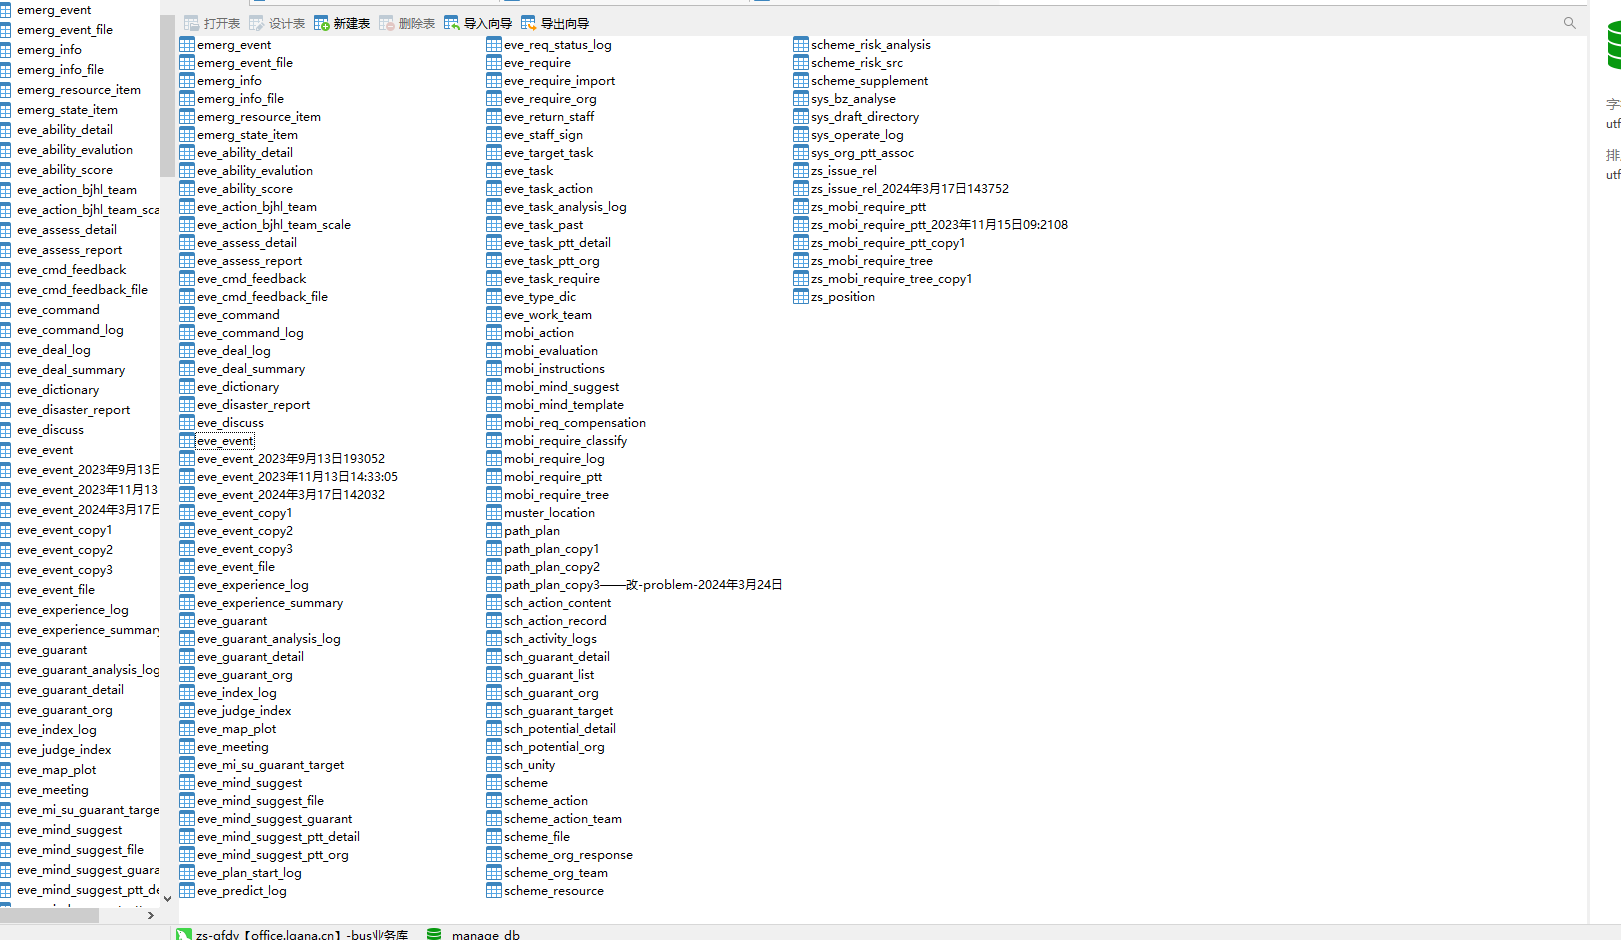 emerg_event
emerg_event_file
emerg_info
emerg_info_file
emerg_resource_item
emerg_state_item
eve_ability_detail
eve_ability_evalution
eve_ability_score
eve_action_bjhl_team
eve_action_bjhl_team_sca
eve_assess_detail
eve_assess_report
eve_cmd_feedback
eve_cmd_feedback_file
eve_command
eve_command_log
eve_deal_log
eve_deal_summary
eve_dictionary
eve_disaster_report
eve_discuss
eve_event
eve_event_2023年9月13日
eve_event_2023年11月13
eve_event_2024年3月17日
eve_event_copy1
eve_event_copy2
eve_event_copy3
eve_event_file
eve_experience_log
eve_experience_summary
eve_guarant
eve_guarant_analysis_log
eve_guarant_detail
eve_guarant_org
eve_index_log
eve_judge_index
eve_map_plot
eve_meeting
eve_mi_su_guarant_targe
eve_mind_suggest
eve_mind_suggest_file
eve_mind_suggest_guara
eve_mind_suggest_ptt_de
打开表 设计表 新建表 删除表 导入向导 导出向导
emerg_event
emerg_event_file
emerg_info
emerg_info_file
emerg_resource_item
emerg_state_item
eve_ability_detail
eve_ability_evalution
eve_ability_score
eve_action_bjhl_team
eve_action_bjhl_team_scale
eve_assess_detail
eve_assess_report
eve_cmd_feedback
eve_cmd_feedback_file
eve_command
eve_command_log
eve_deal_log
eve_deal_summary
eve_dictionary
eve_disaster_report
eve_discuss
eve_event
eve_event_2023年9月13日193052
eve_event_2023年11月13日14:33:05
eve_event_2024年3月17日142032
eve_event_copy1
eve_event_copy2
eve_event_copy3
eve_event_file
eve_experience_log
eve_experience_summary
eve_guarant
eve_guarant_analysis_log
eve_guarant_detail
eve_guarant_org
eve_index_log
eve_judge_index
eve_map_plot
eve_meeting
eve_mi_su_guarant_target
eve_mind_suggest
eve_mind_suggest_file
eve_mind_suggest_guarant
eve_mind_suggest_ptt_detail
eve_mind_suggest_ptt_org
eve_plan_start_log
eve_predict_log
eve_req_status_log
eve_require
eve_require_import
eve_require_org
eve_return_staff
eve_staff_sign
eve_target_task
eve_task
eve_task_action
eve_task_analysis_log
eve_task_past
eve_task_ptt_detail
eve_task_ptt_org
eve_task_require
eve_type_dic
eve_work_team
mobi_action
mobi_evaluation
mobi_instructions
mobi_mind_suggest
mobi_mind_template
mobi_req_compensation
mobi_require_classify
mobi_require_log
mobi_require_ptt
mobi_require_tree
muster_location
path_plan
path_plan_copy1
path_plan_copy2
path_plan_copy3——改-problem-2024年3月24日
sch_action_content
sch_action_record
sch_activity_logs
sch_guarant_detail
sch_guarant_list
sch_guarant_org
sch_guarant_target
sch_potential_detail
sch_potential_org
sch_unity
scheme
scheme_action
scheme_action_team
scheme_file
scheme_org_response
scheme_org_team
scheme_resource
scheme_risk_analysis
scheme_risk_src
scheme_supplement
sys_bz_analyse
sys_draft_directory
sys_operate_log
sys_org_ptt_assoc
zs_issue_rel
zs_issue_rel_2024年3月17日143752
zs_mobi_require_ptt
zs_mobi_require_ptt_2023年11月15日09:2108
zs_mobi_require_ptt_copy1
zs_mobi_require_tree
zs_mobi_require_tree_copy1
zs_position
字
utf
排
utf
zs-gfdy【office.lgana.cn】-bus业务库 manage_db